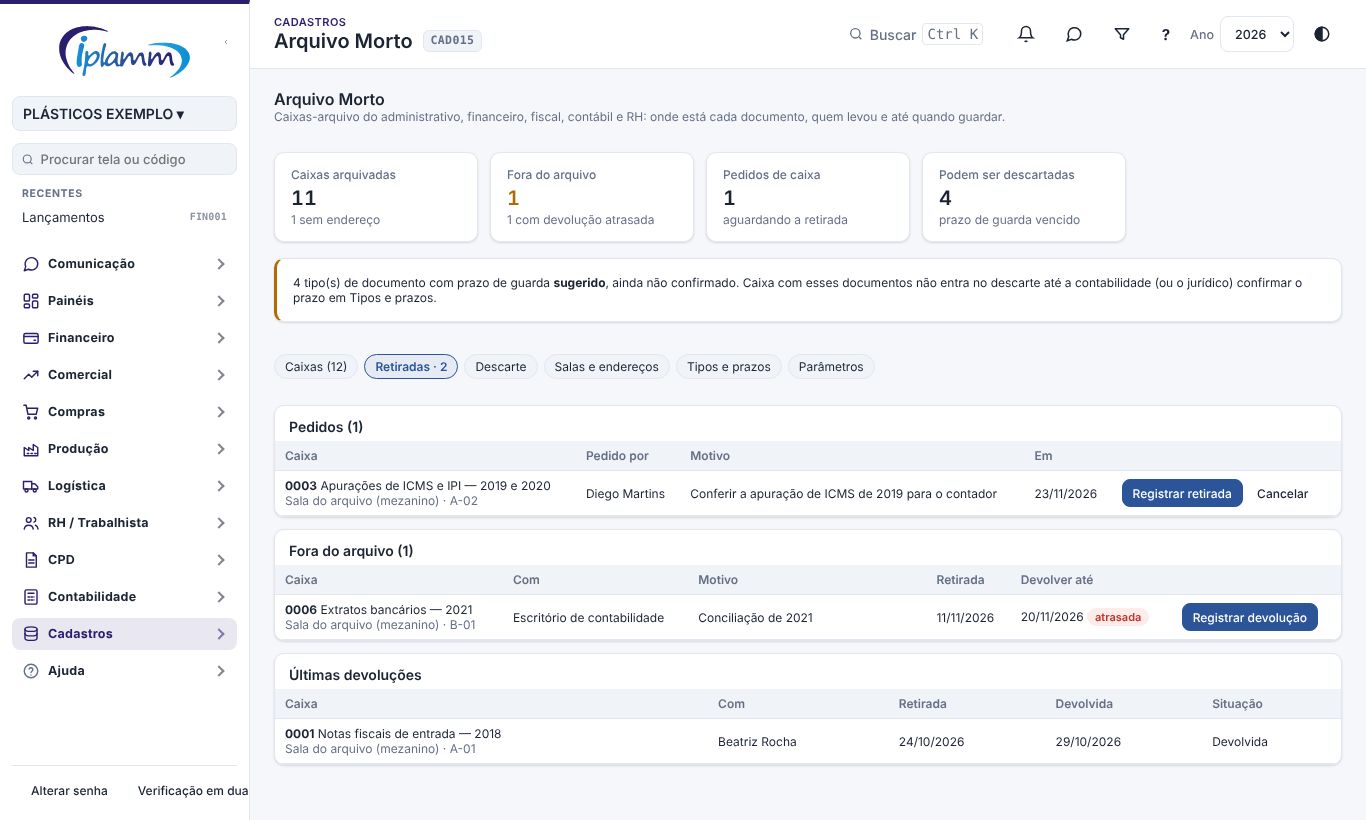 iplamm
PLÁSTICOS EXEMPLO ▾
Procurar tela ou código
RECENTES
Lançamentos FIN001
Comunicação
Painéis
Financeiro
Comercial
Compras
Produção
Logística
RH / Trabalhista
CPD
Contabilidade
Cadastros
Ajuda
Alterar senha Verificação em dua
CADASTROS
Arquivo Morto CAD015
Buscar Ctrl K ? Ano 2026
Arquivo Morto
Caixas-arquivo do administrativo, financeiro, fiscal, contábil e RH: onde está cada documento, quem levou e até quando guardar.
Caixas arquivadas
11
1 sem endereço
Fora do arquivo
1
1 com devolução atrasada
Pedidos de caixa
1
aguardando a retirada
Podem ser descartadas
4
prazo de guarda vencido
4 tipo(s) de documento com prazo de guarda sugerido, ainda não confirmado. Caixa com esses documentos não entra no descarte até a contabilidade (ou o jurídico) confirmar o
prazo em Tipos e prazos.
Caixas (12) Retiradas · 2 Descarte Salas e endereços Tipos e prazos Parâmetros
Pedidos (1)
Caixa Pedido por Motivo Em
0003 Apurações de ICMS e IPI — 2019 e 2020
Sala do arquivo (mezanino) · A-02
Diego Martins Conferir a apuração de ICMS de 2019 para o contador 23/11/2026 Registrar retirada Cancelar
Fora do arquivo (1)
Caixa Com Motivo Retirada Devolver até
0006 Extratos bancários — 2021
Sala do arquivo (mezanino) · B-01
Escritório de contabilidade Conciliação de 2021 11/11/2026 20/11/2026 atrasada Registrar devolução
Últimas devoluções
Caixa Com Retirada Devolvida Situação
0001 Notas fiscais de entrada — 2018
Sala do arquivo (mezanino) · A-01
Beatriz Rocha 24/10/2026 29/10/2026 Devolvida